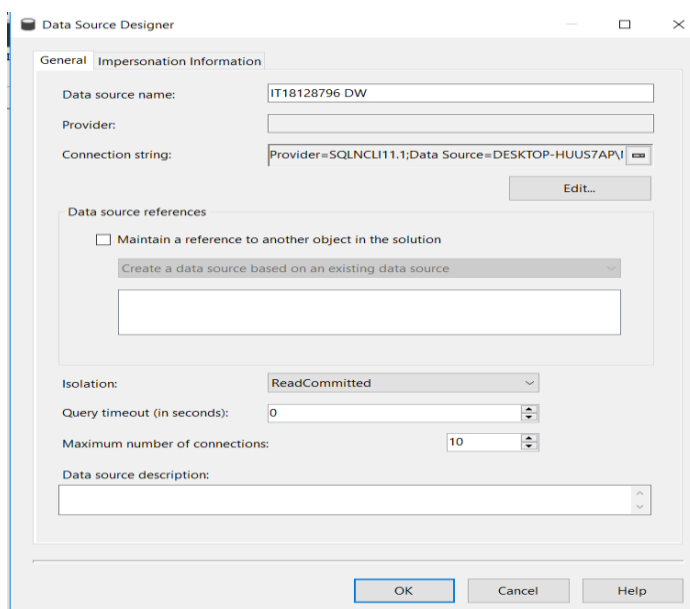 Data Source Designer
General Impersonation Information
Data source name: IT18128796 DW
Provider:
Connection string: Provider=SQLNCLI11.1;Data Source=DESKTOP-HUUS7AP\
Edit...
Data source references
Maintain a reference to another object in the solution
Create a data source based on an existing data source
Isolation: ReadCommitted
Query timeout (in seconds): 0
Maximum number of connections: 10
Data source description:
OK Cancel Help